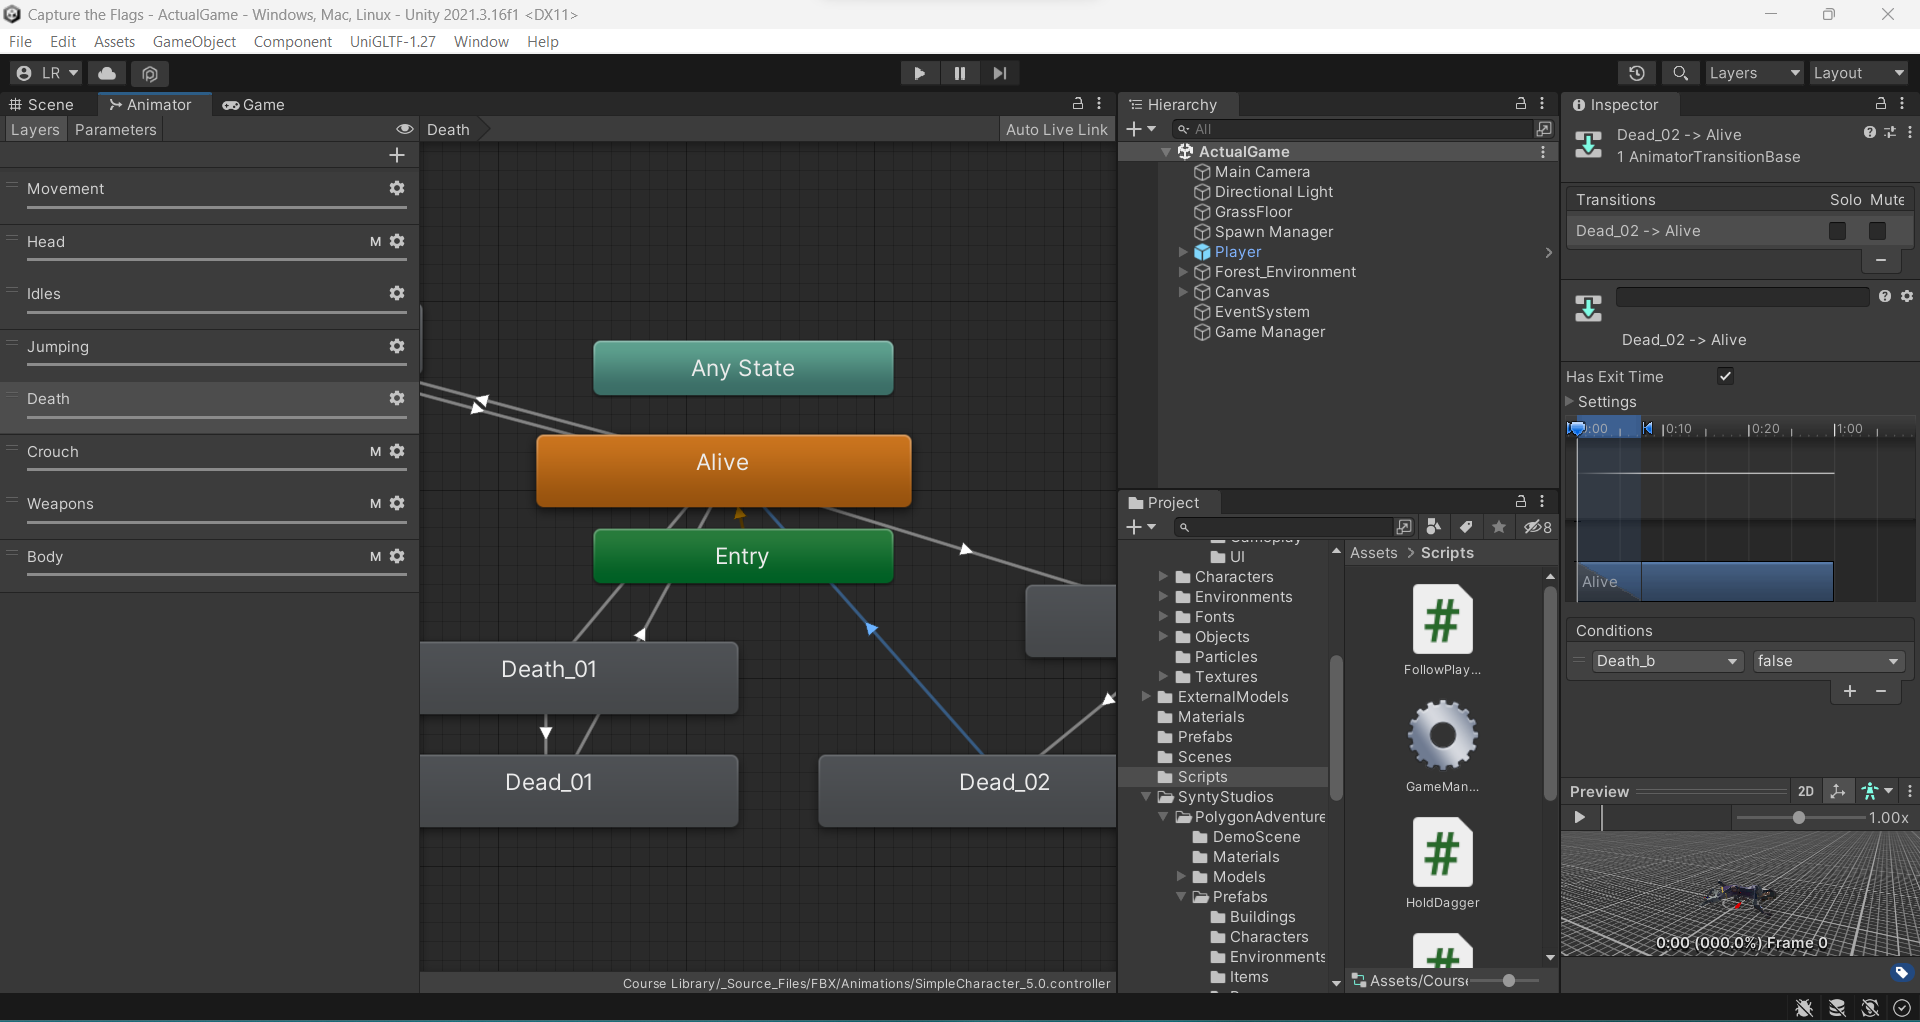 Capture the Flags - ActualGame - Windows, Mac, Linux - Unity 2021.3.16f1 <DX11>
File Edit Assets GameObject Component UniGLTF-1.27 Window Help
LR
Layers Layout
Scene Animator Game
Layers Parameters
Death
Auto Live Link
Movement
Head M
Idles
Jumping
Death
Crouch M
Weapons M
Body M
Any State
Alive
Entry
Death_01
Dead_01
Dead_02
Course Library/_Source_Files/FBX/Animations/SimpleCharacter_5.0.controller
Hierarchy
All
ActualGame
Main Camera
Directional Light
GrassFloor
Spawn Manager
Player
Forest_Environment
Canvas
EventSystem
Game Manager
Project
8
UI
Characters
Environments
Fonts
Objects
Particles
Textures
ExternalModels
Materials
Prefabs
Scenes
Scripts
SyntyStudios
PolygonAdventure
DemoScene
Materials
Models
Prefabs
Buildings
Characters
Environments
Items
Assets > Scripts
FollowPlay...
GameMan...
HoldDagger
Assets/Course
Inspector
Dead_02 -> Alive
1 AnimatorTransitionBase
Transitions Solo Mute
Dead_02 -> Alive
Dead_02 -> Alive
Has Exit Time
Settings
:00 0:10 0:20 1:00
Alive
Conditions
Death_b false
Preview 2D
1.00x
0:00 (000.0%) Frame 0